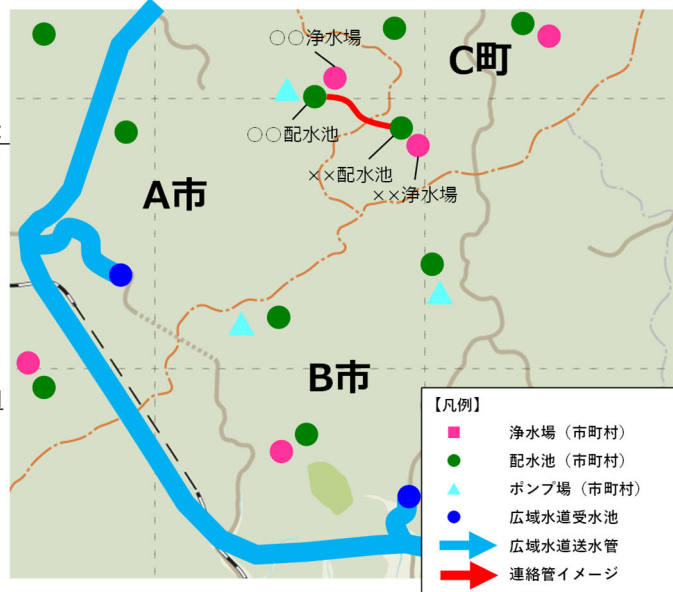 ○○浄水場
C町
○○配水池
××配水池
××浄水場
A市
B市
【凡例】
浄水場（市町村）
配水池（市町村）
ポンプ場（市町村）
広域水道受水池
広域水道送水管
連絡管イメージ